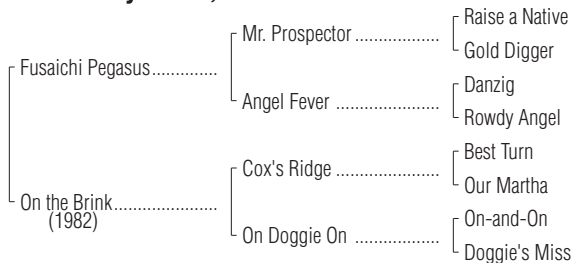 Raise a Native
Mr. Prospector ..................
Gold Digger
Fusaichi Pegasus..............
Danzig
Angel Fever ......................
Rowdy Angel
Best Turn
Cox's Ridge ......................
Our Martha
On the Brink......................
(1982)
On-and-On
On Doggie On ..................
Doggie's Miss